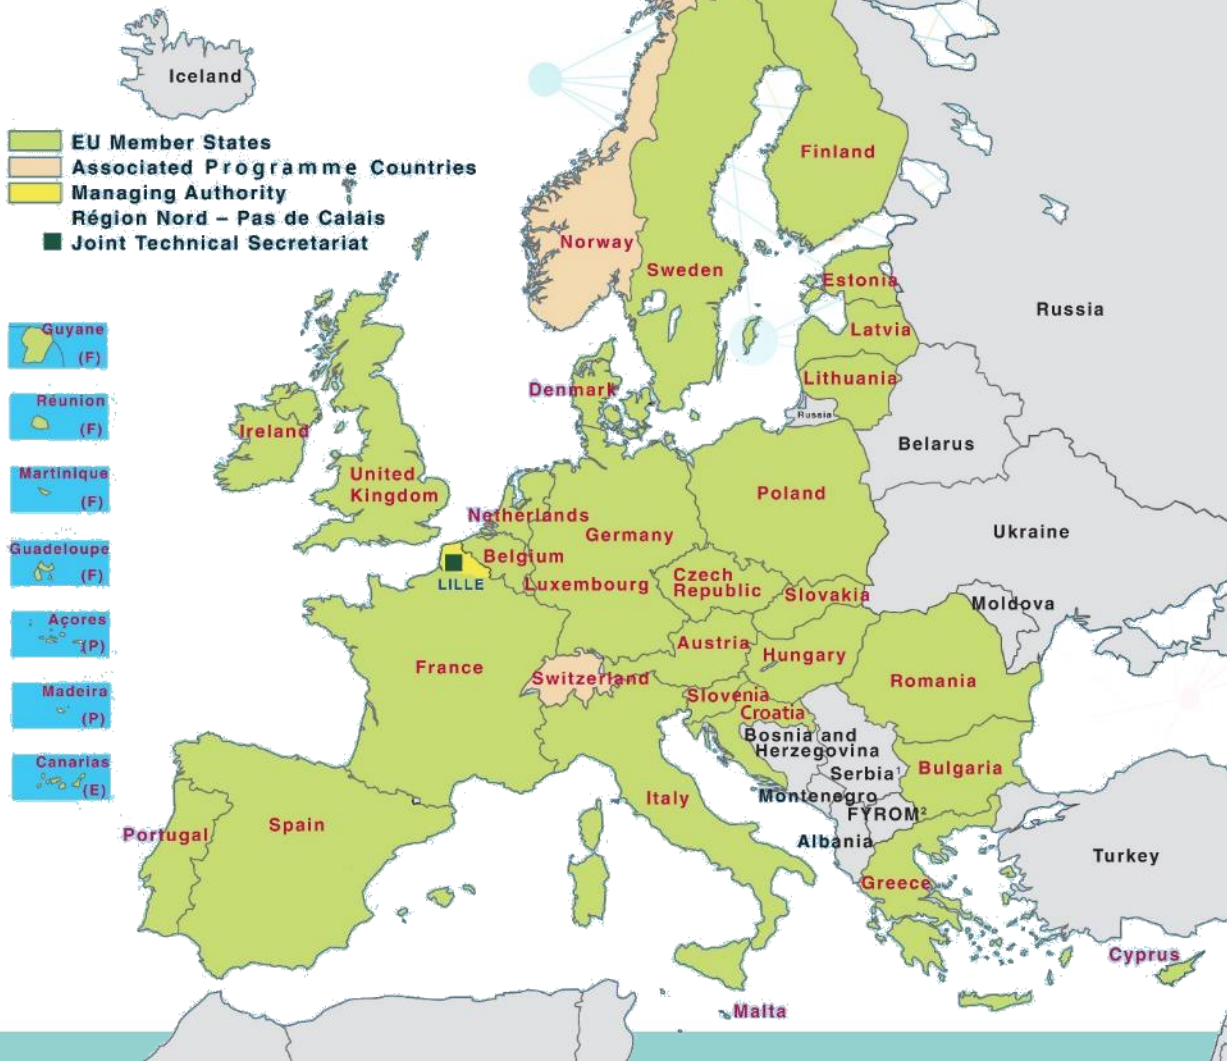 Iceland
EU Member States
Associated Programme Countries
Managing Authority
Région Nord – Pas de Calais
Joint Technical Secretariat
Guyane
(F)
Réunion
(F)
Martinique
(F)
Guadeloupe
(F)
Açores
(P)
Madeira
(P)
Canarias
(E)
Finland
Norway
Sweden
Estonia
Russia
Latvia
Lithuania
Denmark
Russia
Ireland
Belarus
United
Kingdom
Poland
Netherlands
Germany
Ukraine
Belgium
LILLE
Luxembourg
Czech
Republic
Slovakia
Moldova
Austria
Hungary
France
Switzerland
Romania
Slovenia
Croatia
Bosnia and
Herzegovina
Serbia¹
Bulgaria
Montenegro
Italy
FYROM²
Portugal
Spain
Albania
Turkey
Greece
Cyprus
Malta